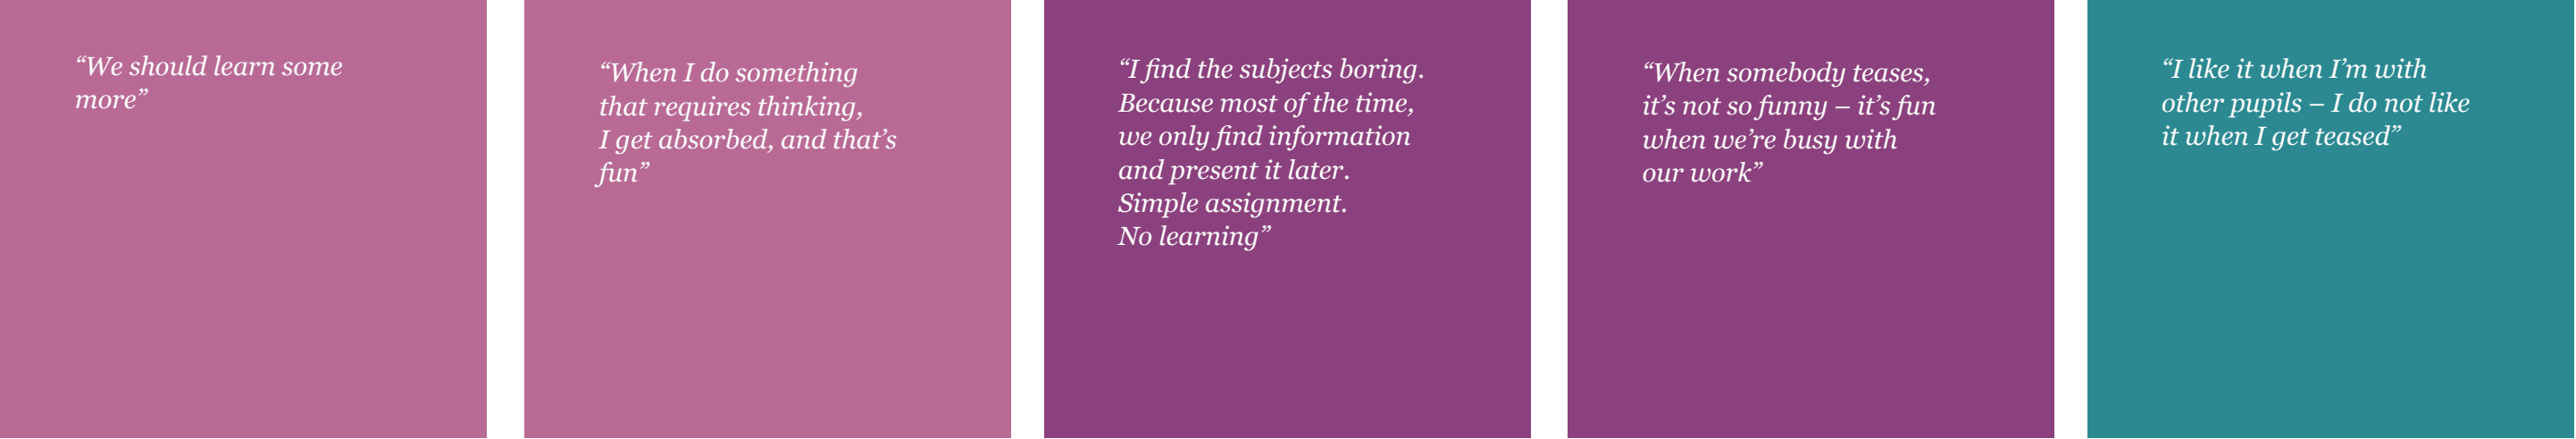 “We should learn some
more”
“When I do something
that requires thinking,
I get absorbed, and that’s
fun”
“I find the subjects boring.
Because most of the time,
we only find information
and present it later.
Simple assignment.
No learning”
“When somebody teases,
it’s not so funny – it’s fun
when we’re busy with
our work”
“I like it when I’m with
other pupils – I do not like
it when I get teased”